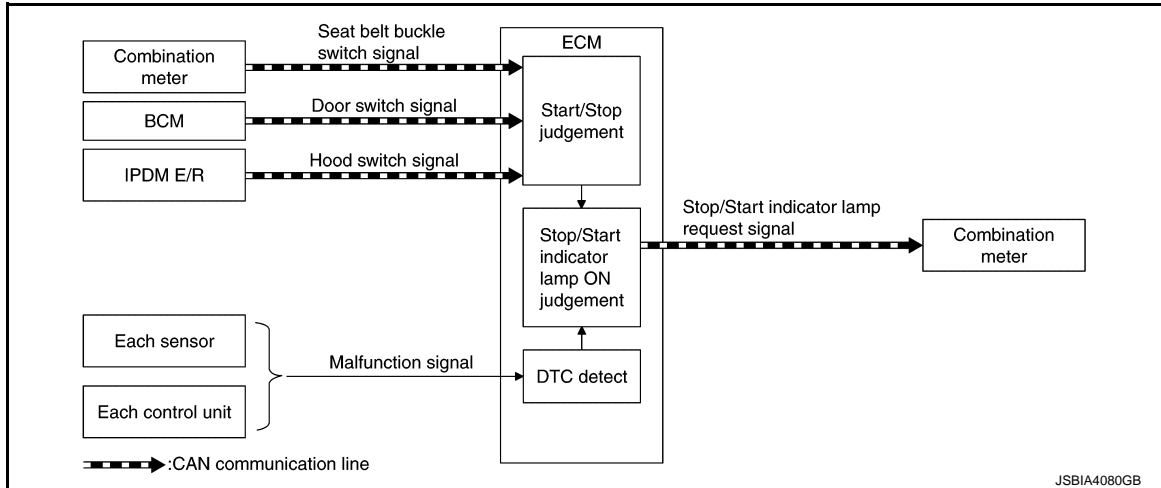 Combination
meter
Seat belt buckle
switch signal
ECM
BCM
Door switch signal
Start/Stop
judgement
IPDM E/R
Hood switch signal
Stop/Start
indicator
lamp ON
judgement
Stop/Start indicator lamp
request signal
Combination
meter
Each sensor
Each control unit
Malfunction signal
DTC detect
:CAN communication line
JSBIA4080GB